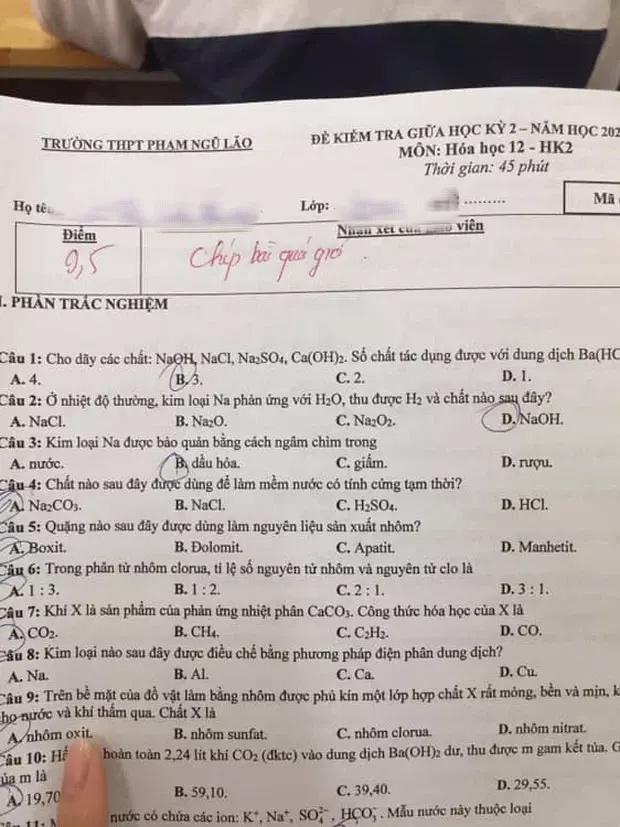 TRƯỜNG THPT PHẠM NGŨ LÃO
ĐỀ KIỂM TRA GIỮA HỌC KỲ 2 – NĂM HỌC 202
MÔN: Hóa học 12 - HK2
Thời gian: 45 phút
Họ tên
Lớp: ..........
Mã
Điểm
Nhận xét của giáo viên
9,5
Chép bài quá giỏi.
I. PHẦN TRẮC NGHIỆM
Câu 1: Cho dãy các chất: NaOH, NaCl, Na₂SO₄, Ca(OH)₂. Số chất tác dụng được với dung dịch Ba(HC
A. 4. B. 3. C. 2. D. 1.
Câu 2: Ở nhiệt độ thường, kim loại Na phản ứng với H₂O, thu được H₂ và chất nào sau đây?
A. NaCl. B. Na₂O. C. Na₂O₂. D. NaOH.
Câu 3: Kim loại Na được bảo quản bằng cách ngâm chìm trong
A. nước. B. dầu hỏa. C. giấm. D. rượu.
Câu 4: Chất nào sau đây được dùng để làm mềm nước có tính cứng tạm thời?
A. Na₂CO₃. B. NaCl. C. H₂SO₄. D. HCl.
Câu 5: Quặng nào sau đây được dùng làm nguyên liệu sản xuất nhôm?
A. Boxit. B. Đolomit. C. Apatit. D. Manhetit.
Câu 6: Trong phân tử nhôm clorua, tỉ lệ số nguyên tử nhôm và nguyên tử clo là
A. 1 : 3. B. 1 : 2. C. 2 : 1. D. 3 : 1.
Câu 7: Khí X là sản phẩm của phản ứng nhiệt phân CaCO₃. Công thức hóa học của X là
A. CO₂. B. CH₄. C. C₂H₂. D. CO.
Câu 8: Kim loại nào sau đây được điều chế bằng phương pháp điện phân dung dịch?
A. Na. B. Al. C. Ca. D. Cu.
Câu 9: Trên bề mặt của đồ vật làm bằng nhôm được phủ kín một lớp hợp chất X rất mỏng, bền và mịn, k
ho nước và khí thấm qua. Chất X là
A. nhôm oxit. B. nhôm sunfat. C. nhôm clorua. D. nhôm nitrat.
Câu 10: Hấ hoàn toàn 2,24 lít khí CO₂ (đktc) vào dung dịch Ba(OH)₂ dư, thu được m gam kết tủa. G
ủa m là
A. 19,70 B. 59,10. C. 39,40. D. 29,55.
Câu 11: M nước có chứa các ion: K⁺, Na⁺, SO₄²⁻, HCO₃⁻. Mẫu nước này thuộc loại